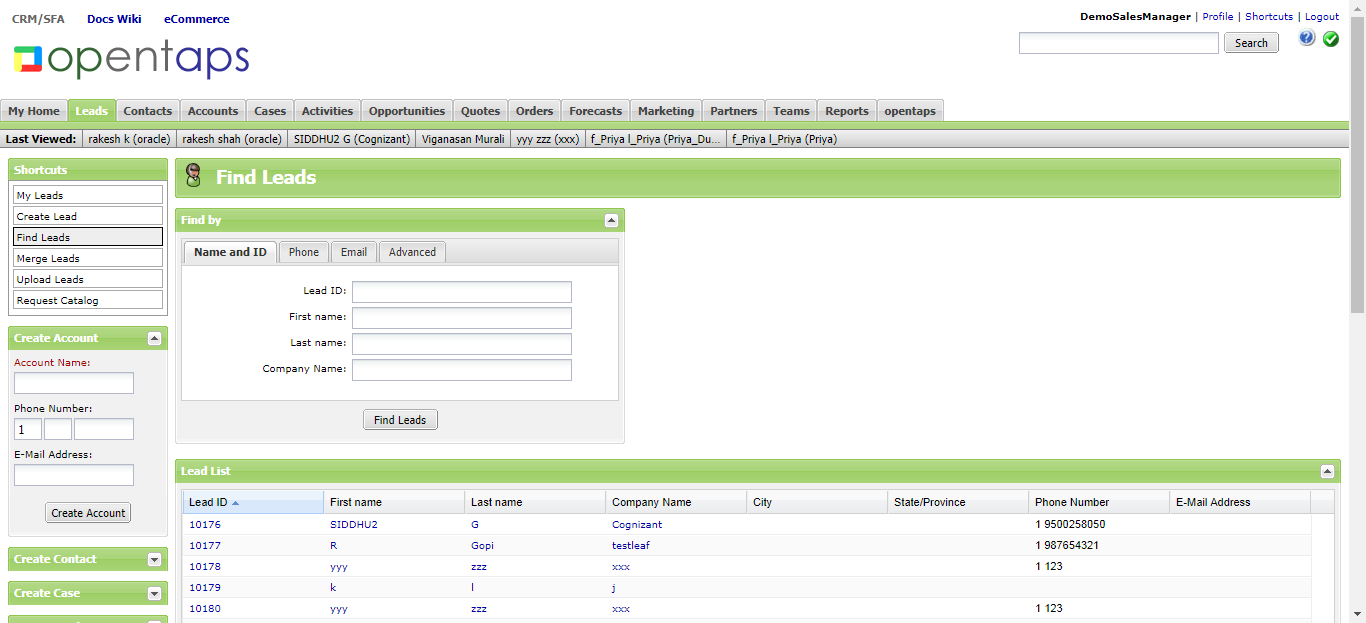 CRM/SFA Docs Wiki eCommerce
DemoSalesManager | Profile | Shortcuts | Logout
opentaps
Search
My Home Leads Contacts Accounts Cases Activities Opportunities Quotes Orders Forecasts Marketing Partners Teams Reports opentaps
Last Viewed: rakesh k (oracle) rakesh shah (oracle) SIDDHU2 G (Cognizant) Viganasan Murali yyy zzz (xxx) f_Priya l_Priya (Priya_Du... f_Priya l_Priya (Priya)
Shortcuts
My Leads
Create Lead
Find Leads
Merge Leads
Upload Leads
Request Catalog
Create Account
Account Name:
Phone Number:
1
E-Mail Address:
Create Account
Create Contact
Create Case
Find Leads
Find by
Name and ID Phone Email Advanced
Lead ID:
First name:
Last name:
Company Name:
Find Leads
Lead List
Lead ID First name Last name Company Name City State/Province Phone Number E-Mail Address
10176 SIDDHU2 G Cognizant 1 9500258050
10177 R Gopi testleaf 1 987654321
10178 yyy zzz xxx 1 123
10179 k l j
10180 yyy zzz xxx 1 123